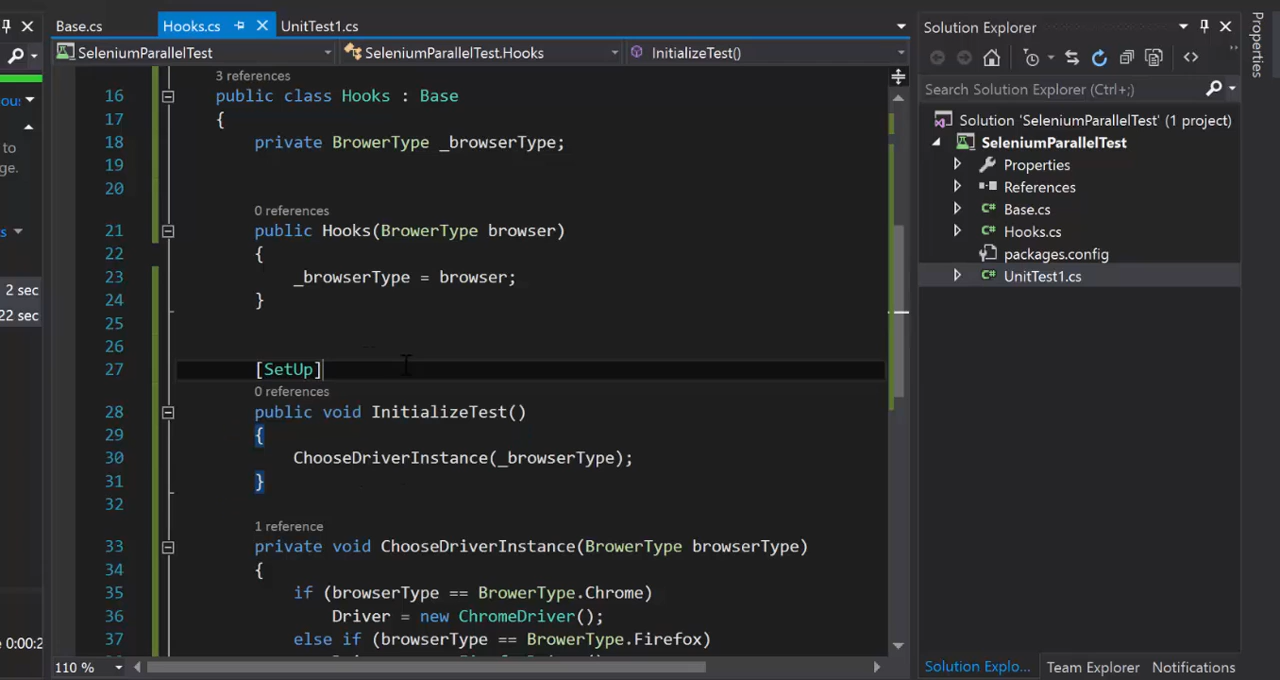 Base.cs
Hooks.cs
UnitTest1.cs
SeleniumParallelTest
SeleniumParallelTest.Hooks
InitializeTest()
3 references
16 public class Hooks : Base
17 {
18 private BrowerType _browserType;
19
20
0 references
21 public Hooks(BrowerType browser)
22 {
23 _browserType = browser;
24 }
25
26
27 [SetUp]
0 references
28 public void InitializeTest()
29 {
30 ChooseDriverInstance(_browserType);
31 }
32
1 reference
33 private void ChooseDriverInstance(BrowerType browserType)
34 {
35 if (browserType == BrowerType.Chrome)
36 Driver = new ChromeDriver();
37 else if (browserType == BrowerType.Firefox)
110 %
to
ge.
2 sec
22 sec
Solution Explorer
Search Solution Explorer (Ctrl+;)
Solution 'SeleniumParallelTest' (1 project)
SeleniumParallelTest
Properties
References
C# Base.cs
C# Hooks.cs
packages.config
C# UnitTest1.cs
Solution Explo...
Team Explorer
Notifications
Properties